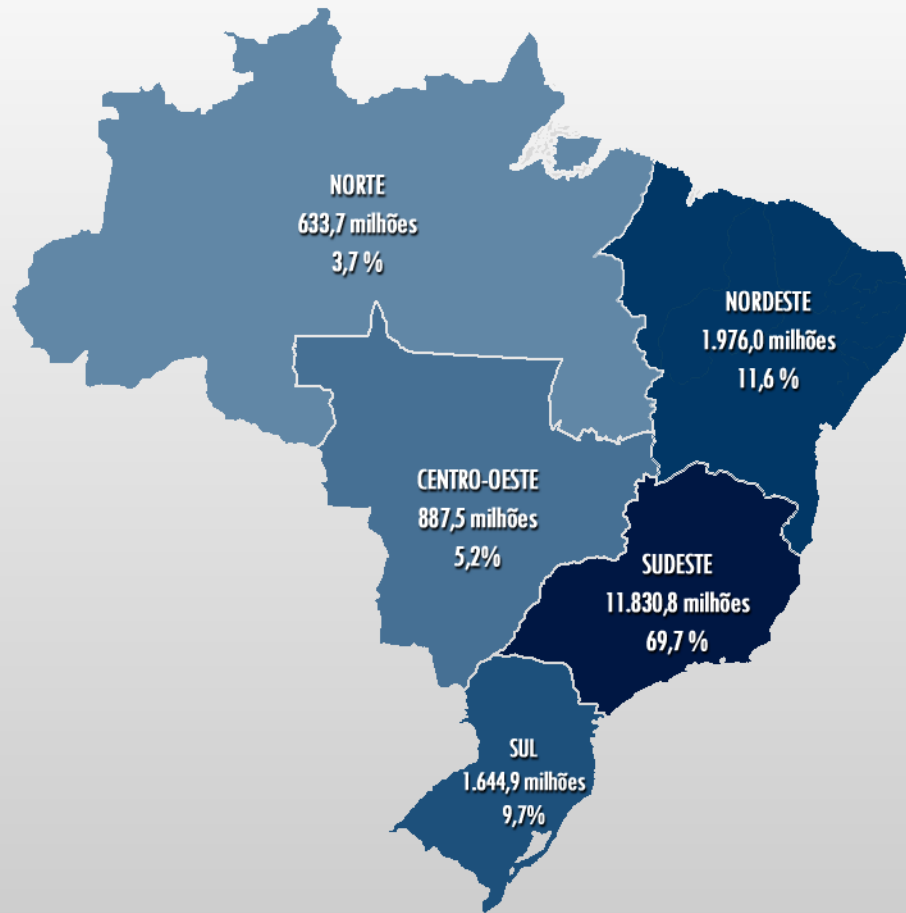 NORTE
633,7 milhões
3,7 %
NORDESTE
1.976,0 milhões
11,6 %
CENTRO-OESTE
887,5 milhões
5,2%
SUDESTE
11.830,8 milhões
69,7 %
SUL
1.644,9 milhões
9,7%